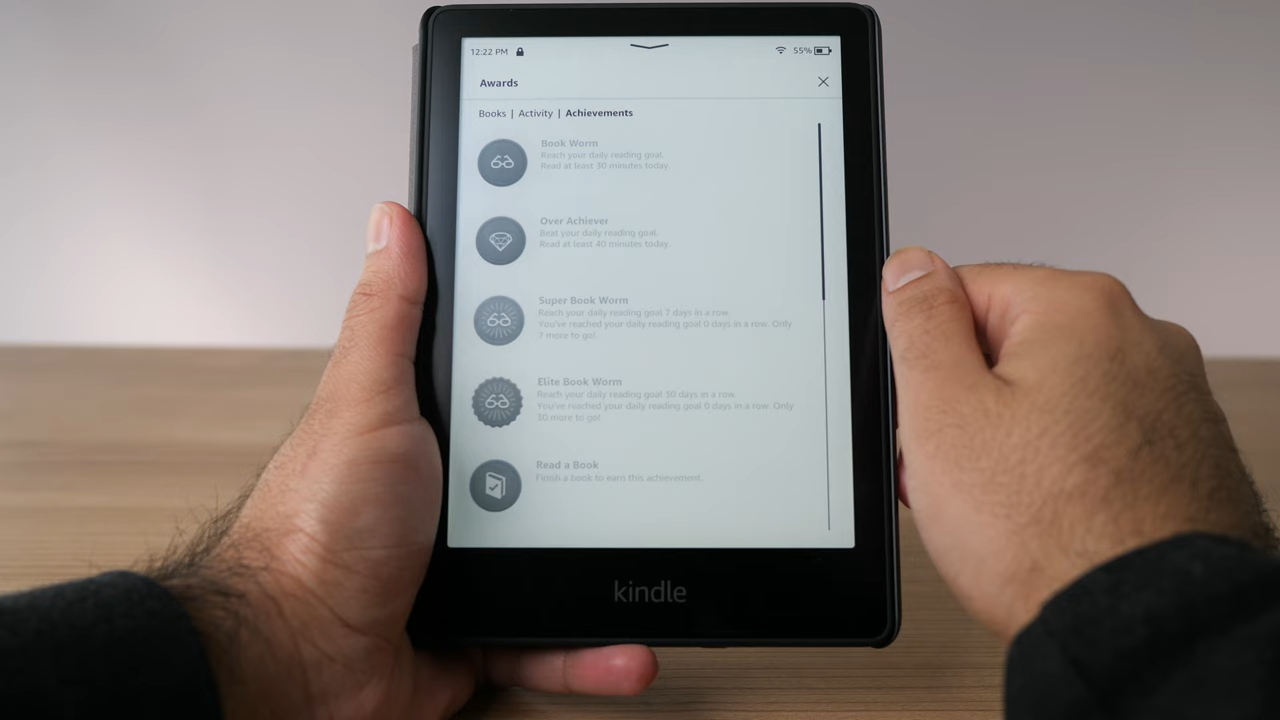 12:22 PM 55%
Awards
Books | Activity | Achievements
Book Worm
Reach your daily reading goal.
Read at least 30 minutes today.
Over Achiever
Beat your daily reading goal.
Read at least 40 minutes today.
Super Book Worm
Reach your daily reading goal 7 days in a row.
You've reached your daily reading goal 0 days in a row. Only
7 more to go!
Elite Book Worm
Reach your daily reading goal 30 days in a row.
You've reached your daily reading goal 0 days in a row. Only
30 more to go!
Read a Book
Finish a book to earn this achievement.
kindle